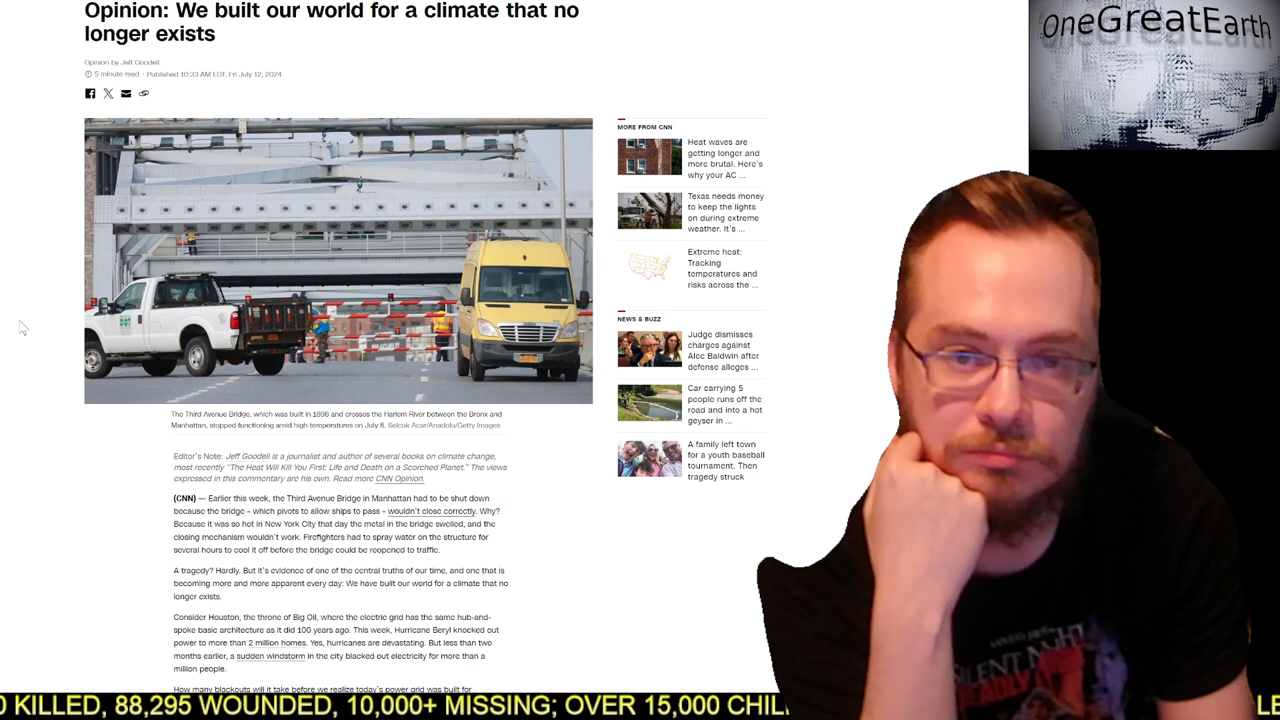 Opinion: We built our world for a climate that no
longer exists
Opinion by Jeff Goodell
5 minute read · Published 10:33 AM EDT, Fri July 12, 2024
The Third Avenue Bridge, which was built in 1898 and crosses the Harlem River between the Bronx and
Manhattan, stopped functioning amid high temperatures on July 8. Selcuk Acar/Anadolu/Getty Images
Editor's Note: Jeff Goodell is a journalist and author of several books on climate change,
most recently "The Heat Will Kill You First: Life and Death on a Scorched Planet." The views
expressed in this commentary are his own. Read more CNN Opinion.
(CNN) — Earlier this week, the Third Avenue Bridge in Manhattan had to be shut down
because the bridge – which pivots to allow ships to pass – wouldn't close correctly. Why?
Because it was so hot in New York City that day the metal in the bridge swelled, and the
closing mechanism wouldn't work. Firefighters had to spray water on the structure for
several hours to cool it off before the bridge could be reopened to traffic.
A tragedy? Hardly. But it's evidence of one of the central truths of our time, and one that is
becoming more and more apparent every day: We have built our world for a climate that no
longer exists.
Consider Houston, the throne of Big Oil, where the electric grid has the same hub-and-
spoke basic architecture as it did 100 years ago. This week, Hurricane Beryl knocked out
power to more than 2 million homes. Yes, hurricanes are devastating. But less than two
months earlier, a sudden windstorm in the city blacked out electricity for more than a
million people.
How many blackouts will it take before we realize today's power grid was built for
MORE FROM CNN
Heat waves are
getting longer and
more brutal. Here's
why your AC ...
Texas needs money
to keep the lights
on during extreme
weather. It's ...
Extreme heat:
Tracking
temperatures and
risks across the ...
NEWS & BUZZ
Judge dismisses
charges against
Alec Baldwin after
defense alleges ...
Car carrying 5
people runs off the
road and into a hot
geyser in ...
A family left town
for a youth baseball
tournament. Then
tragedy struck
OneGreatEarth
SILENT NIGHT
0 KILLED, 88,295 WOUNDED, 10,000+ MISSING; OVER 15,000 CHIL